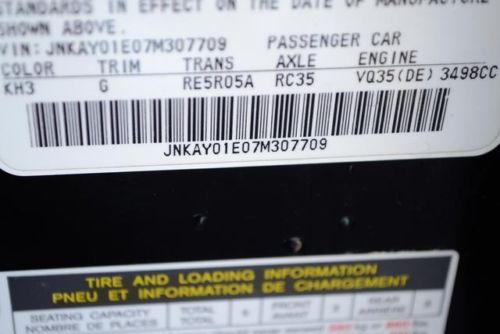 STANDARDS IN EFFECT ON THE DATE OF MANUFACTURE
SHOWN ABOVE.
VIN: JNKAY01E07M307709 PASSENGER CAR
COLOR TRIM TRANS AXLE ENGINE
KH3 G RE5R05A RC35 VQ35(DE) 3498CC
JNKAY01E07M307709
TIRE AND LOADING INFORMATION
PNEU ET INFORMATION DE CHARGEMENT
SEATING CAPACITY TOTAL FRONT REAR
NOMBRE DE PLACES TOTAL AVANT ARRIERE